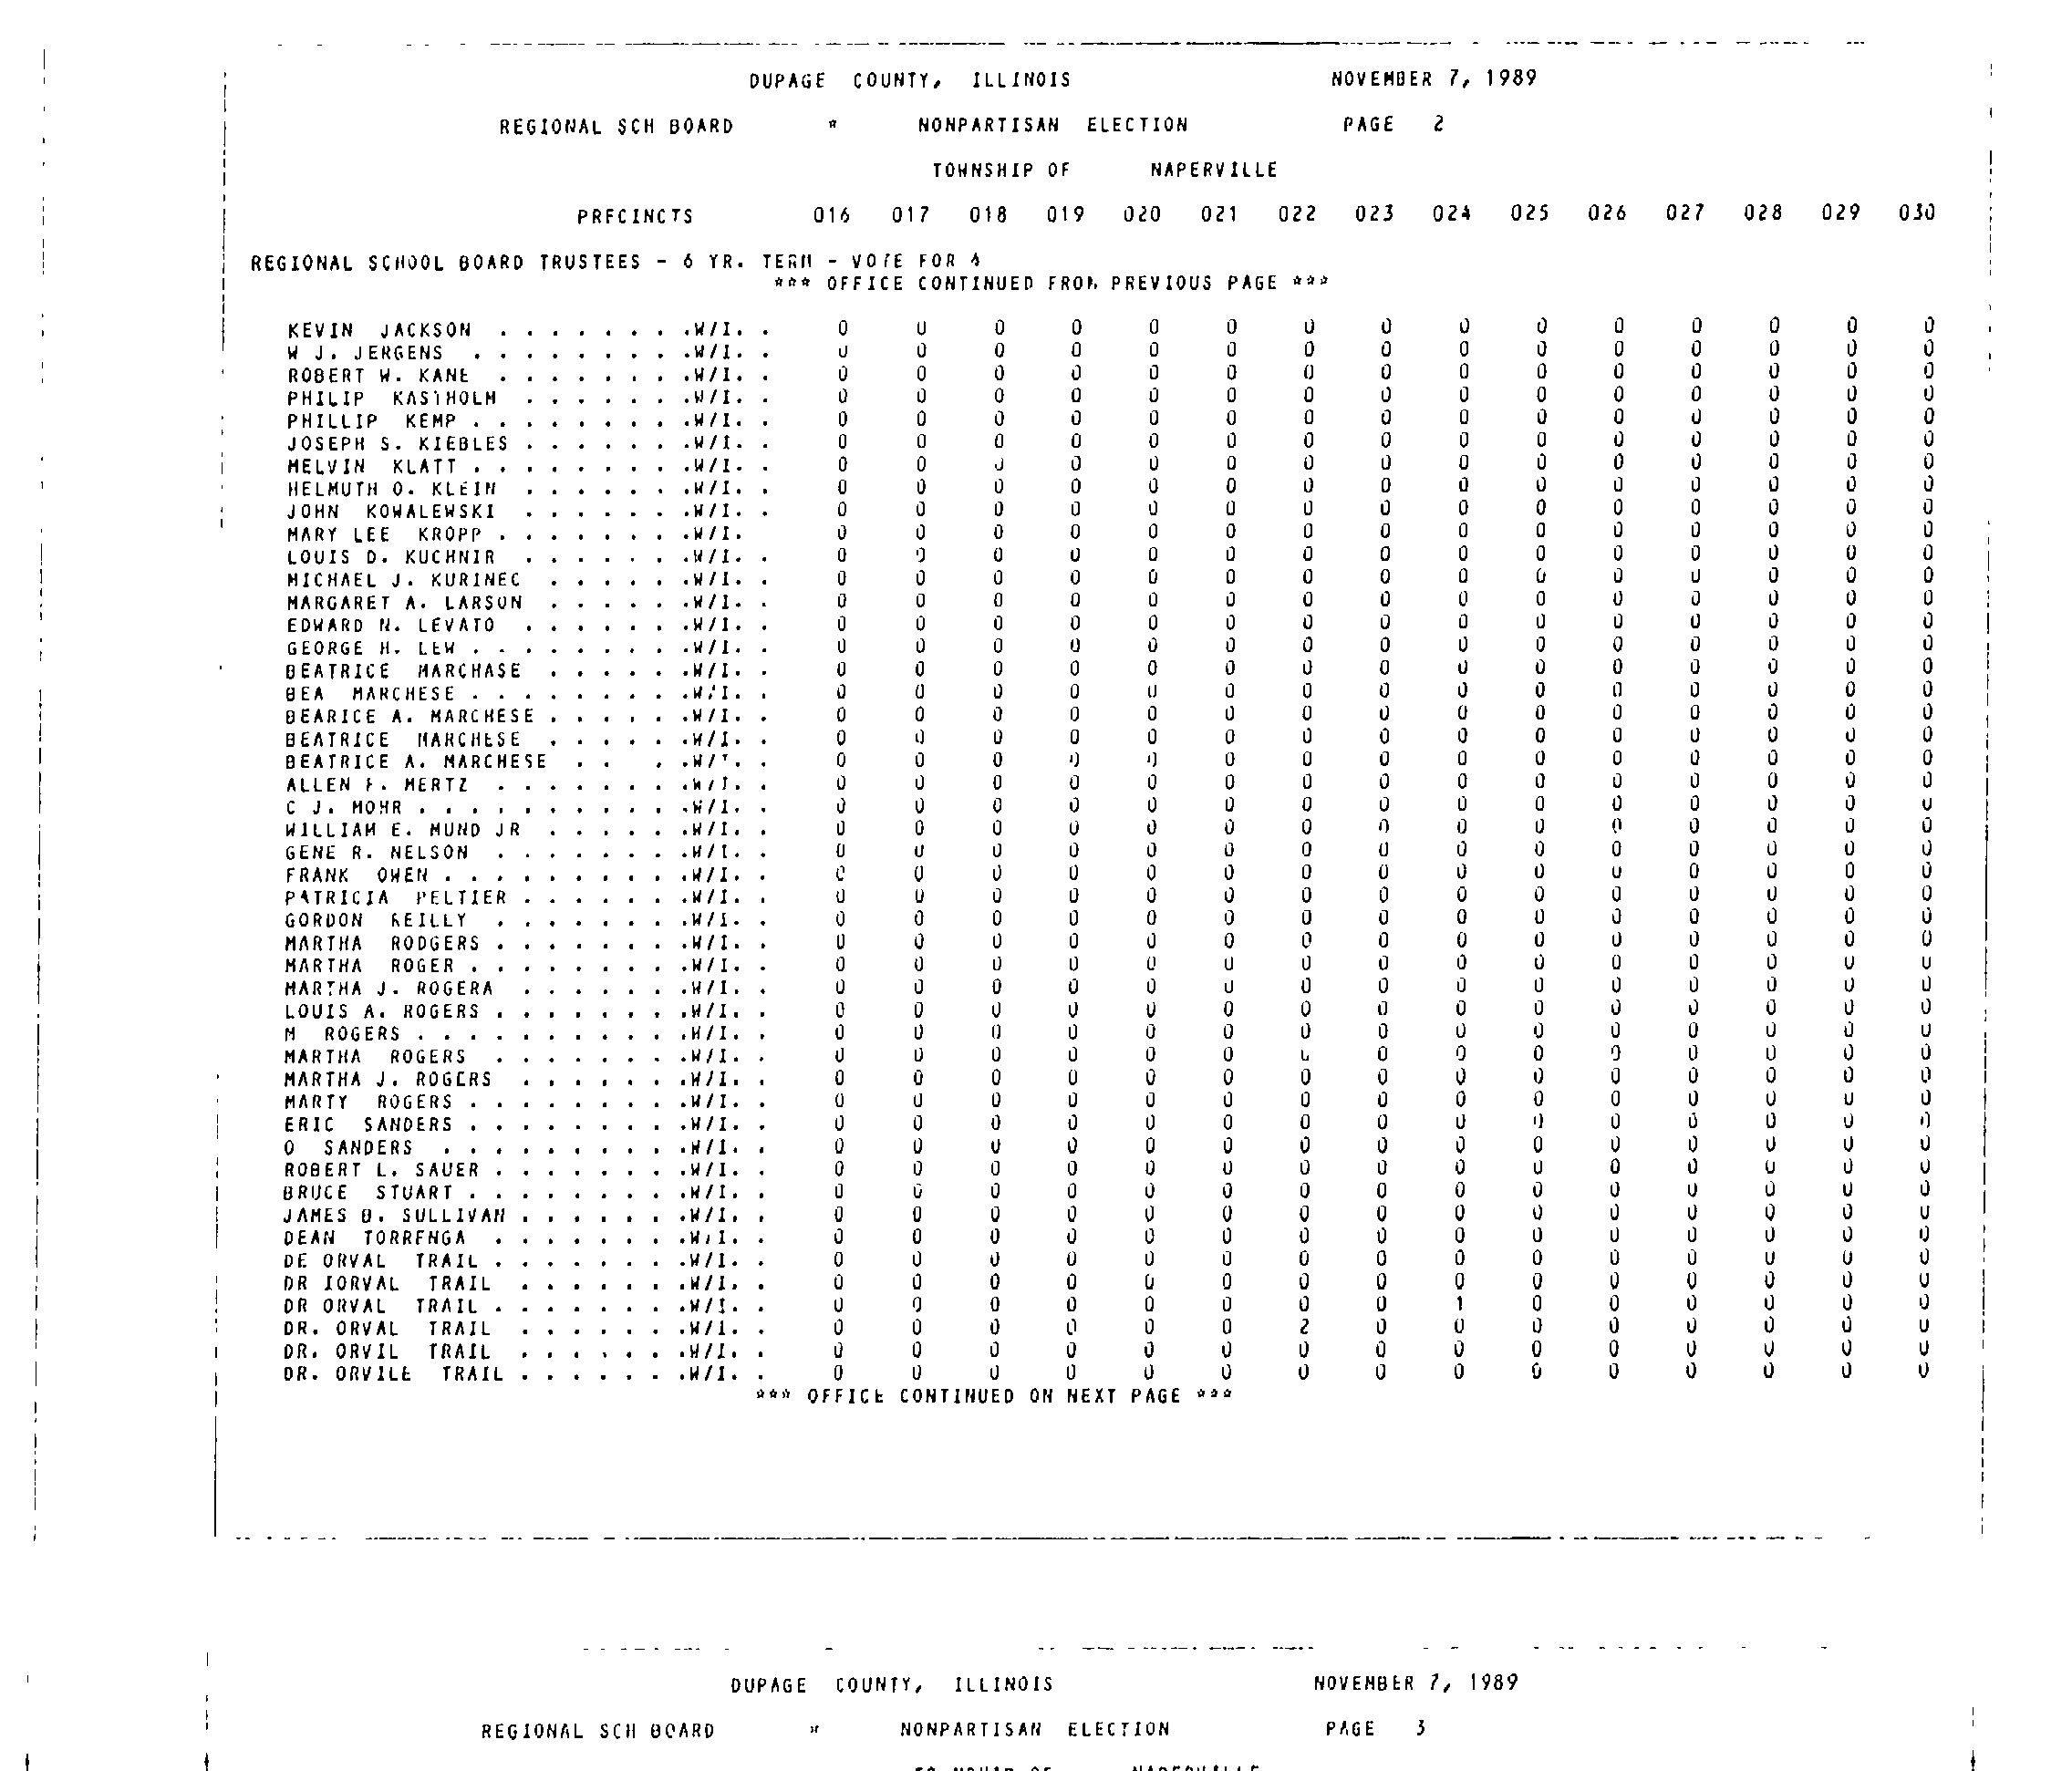 DUPAGE COUNTY, ILLINOIS NOVEMBER 7, 1989
REGIONAL SCH BOARD * NONPARTISAN ELECTION PAGE 2
TOWNSHIP OF NAPERVILLE
PRECINCTS 016 017 018 019 020 021 022 023 024 025 026 027 028 029 030
REGIONAL SCHOOL BOARD TRUSTEES - 6 YR. TERM - VOTE FOR
*** OFFICE CONTINUED FROM PREVIOUS PAGE ***
KEVIN JACKSON . . . . . . . .W/I. . 0 0 0 0 0 0 0 0 0 0 0 0 0 0 0
W J. JERGENS . . . . . . . . .W/I. . 0 0 0 0 0 0 0 0 0 0 0 0 0 0 0
ROBERT W. KANE . . . . . . . .W/I. . 0 0 0 0 0 0 0 0 0 0 0 0 0 0 0
PHILIP KASTHOLM . . . . . . .W/I. . 0 0 0 0 0 0 0 0 0 0 0 0 0 0 0
PHILLIP KEMP . . . . . . . . .W/I. . 0 0 0 0 0 0 0 0 0 0 0 0 0 0 0
JOSEPH S. KIEBLES . . . . . . .W/I. . 0 0 0 0 0 0 0 0 0 0 0 0 0 0 0
MELVIN KLATT . . . . . . . . .W/I. . 0 0 0 0 0 0 0 0 0 0 0 0 0 0 0
HELMUTH O. KLEIN . . . . . . .W/I. . 0 0 0 0 0 0 0 0 0 0 0 0 0 0 0
JOHN KOWALEWSKI . . . . . . .W/I. . 0 0 0 0 0 0 0 0 0 0 0 0 0 0 0
MARY LEE KROPP . . . . . . . .W/I. 0 0 0 0 0 0 0 0 0 0 0 0 0 0 0
LOUIS D. KUCHNIR . . . . . . .W/I. . 0 0 0 0 0 0 0 0 0 0 0 0 0 0 0
MICHAEL J. KURINEC . . . . . .W/I. . 0 0 0 0 0 0 0 0 0 0 0 0 0 0 0
MARGARET A. LARSON . . . . . .W/I. . 0 0 0 0 0 0 0 0 0 0 0 0 0 0 0
EDWARD N. LEVATO . . . . . . .W/I. . 0 0 0 0 0 0 0 0 0 0 0 0 0 0 0
GEORGE H. LEW . . . . . . . . .W/I. . 0 0 0 0 0 0 0 0 0 0 0 0 0 0 0
BEATRICE MARCHASE . . . . . .W/I. . 0 0 0 0 0 0 0 0 0 0 0 0 0 0 0
BEA MARCHESE . . . . . . . . .W/I. . 0 0 0 0 0 0 0 0 0 0 0 0 0 0 0
BEARICE A. MARCHESE . . . . . .W/I. . 0 0 0 0 0 0 0 0 0 0 0 0 0 0 0
BEATRICE MARCHESE . . . . . .W/I. . 0 0 0 0 0 0 0 0 0 0 0 0 0 0 0
BEATRICE A. MARCHESE . . . .W/I. . 0 0 0 0 0 0 0 0 0 0 0 0 0 0 0
ALLEN F. MERTZ . . . . . . . .W/I. . 0 0 0 0 0 0 0 0 0 0 0 0 0 0 0
C J. MOHR . . . . . . . . . . .W/I. . 0 0 0 0 0 0 0 0 0 0 0 0 0 0 0
WILLIAM E. MUND JR . . . . . .W/I. . 0 0 0 0 0 0 0 0 0 0 0 0 0 0 0
GENE R. NELSON . . . . . . . .W/I. . 0 0 0 0 0 0 0 0 0 0 0 0 0 0 0
FRANK OWEN . . . . . . . . . .W/I. . 0 0 0 0 0 0 0 0 0 0 0 0 0 0 0
PATRICIA PELTIER . . . . . . .W/I. . 0 0 0 0 0 0 0 0 0 0 0 0 0 0 0
GORDON REILLY . . . . . . . .W/I. . 0 0 0 0 0 0 0 0 0 0 0 0 0 0 0
MARTHA RODGERS . . . . . . . .W/I. . 0 0 0 0 0 0 0 0 0 0 0 0 0 0 0
MARTHA ROGER . . . . . . . . .W/I. . 0 0 0 0 0 0 0 0 0 0 0 0 0 0 0
MARTHA J. ROGERA . . . . . . .W/I. . 0 0 0 0 0 0 0 0 0 0 0 0 0 0 0
LOUIS A. ROGERS . . . . . . . .W/I. . 0 0 0 0 0 0 0 0 0 0 0 0 0 0 0
M ROGERS . . . . . . . . . . .W/I. . 0 0 0 0 0 0 0 0 0 0 0 0 0 0 0
MARTHA ROGERS . . . . . . . .W/I. . 0 0 0 0 0 0 0 0 0 0 0 0 0 0 0
MARTHA J. ROGERS . . . . . . .W/I. . 0 0 0 0 0 0 0 0 0 0 0 0 0 0 0
MARTY ROGERS . . . . . . . . .W/I. . 0 0 0 0 0 0 0 0 0 0 0 0 0 0 0
ERIC SANDERS . . . . . . . . .W/I. . 0 0 0 0 0 0 0 0 0 0 0 0 0 0 0
O SANDERS . . . . . . . . . .W/I. . 0 0 0 0 0 0 0 0 0 0 0 0 0 0 0
ROBERT L. SAUER . . . . . . . .W/I. . 0 0 0 0 0 0 0 0 0 0 0 0 0 0 0
BRUCE STUART . . . . . . . . .W/I. . 0 0 0 0 0 0 0 0 0 0 0 0 0 0 0
JAMES B. SULLIVAN . . . . . . .W/I. . 0 0 0 0 0 0 0 0 0 0 0 0 0 0 0
DEAN TORRENGA . . . . . . . .W/I. . 0 0 0 0 0 0 0 0 0 0 0 0 0 0 0
DE ORVAL TRAIL . . . . . . . .W/I. . 0 0 0 0 0 0 0 0 0 0 0 0 0 0 0
DR IORVAL TRAIL . . . . . . .W/I. . 0 0 0 0 0 0 0 0 0 0 0 0 0 0 0
DR ORVAL TRAIL . . . . . . . .W/I. . 0 0 0 0 0 0 0 0 1 0 0 0 0 0 0
DR. ORVAL TRAIL . . . . . . .W/I. . 0 0 0 0 0 0 2 0 0 0 0 0 0 0 0
DR. ORVIL TRAIL . . . . . . .W/I. . 0 0 0 0 0 0 0 0 0 0 0 0 0 0 0
DR. ORVILE TRAIL . . . . . . .W/I. . 0 0 0 0 0 0 0 0 0 0 0 0 0 0 0
*** OFFICE CONTINUED ON NEXT PAGE ***
DUPAGE COUNTY, ILLINOIS NOVEMBER 7, 1989
REGIONAL SCH BOARD * NONPARTISAN ELECTION PAGE 3